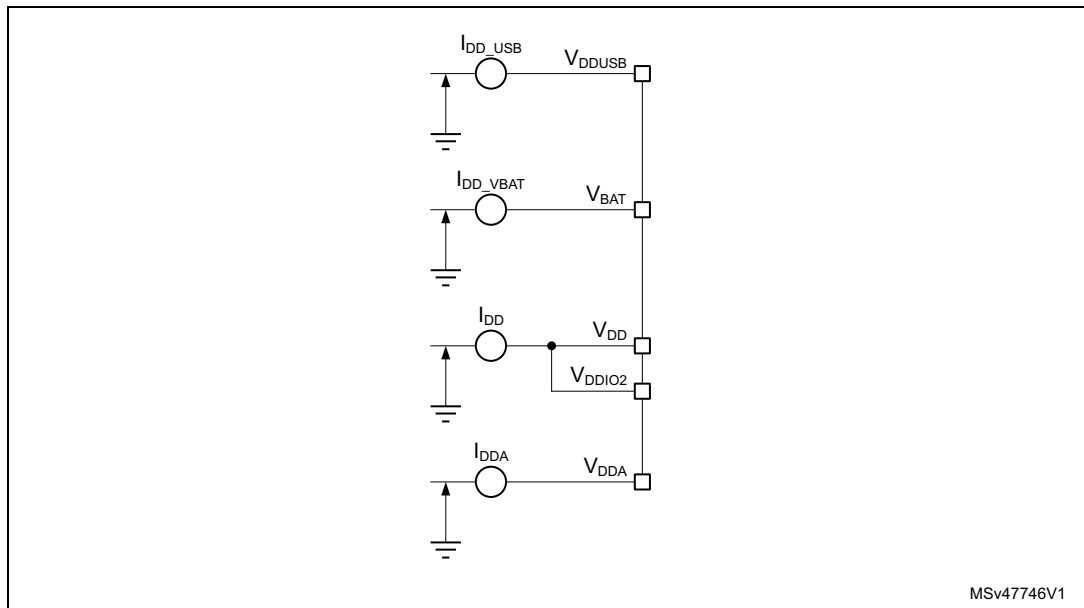 I_DD_USB
V_DDUSB
I_DD_VBAT
V_BAT
I_DD
V_DD
V_DDIO2
I_DDA
V_DDA
MSv47746V1